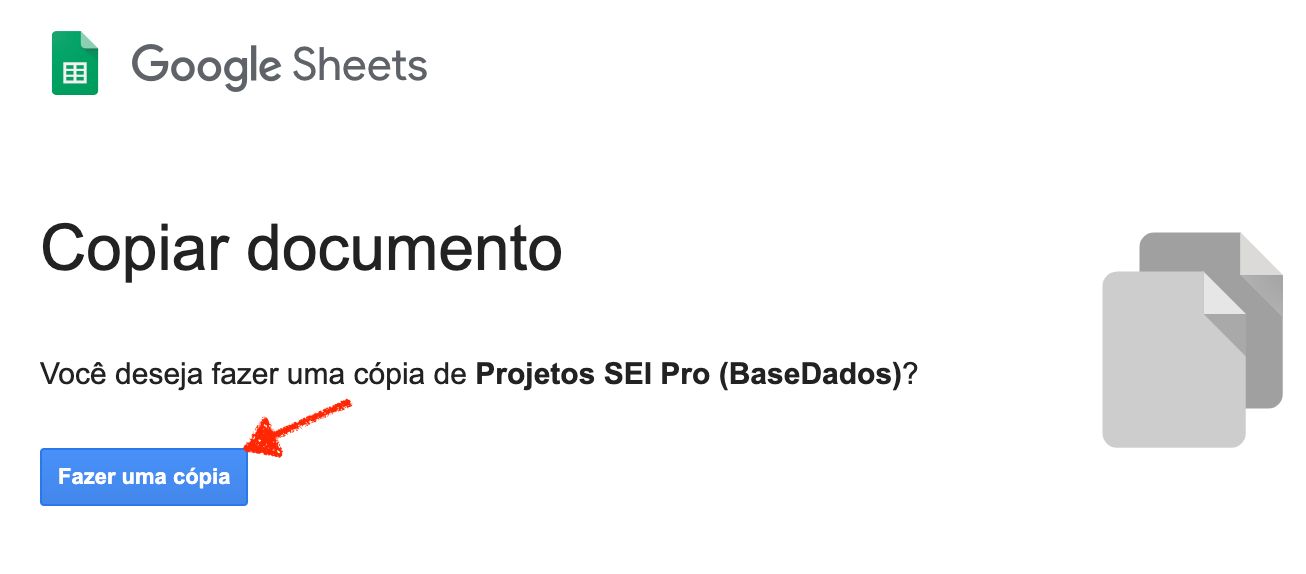 Google Sheets
Copiar documento
Você deseja fazer uma cópia de Projetos SEI Pro (BaseDados)?
Fazer uma cópia